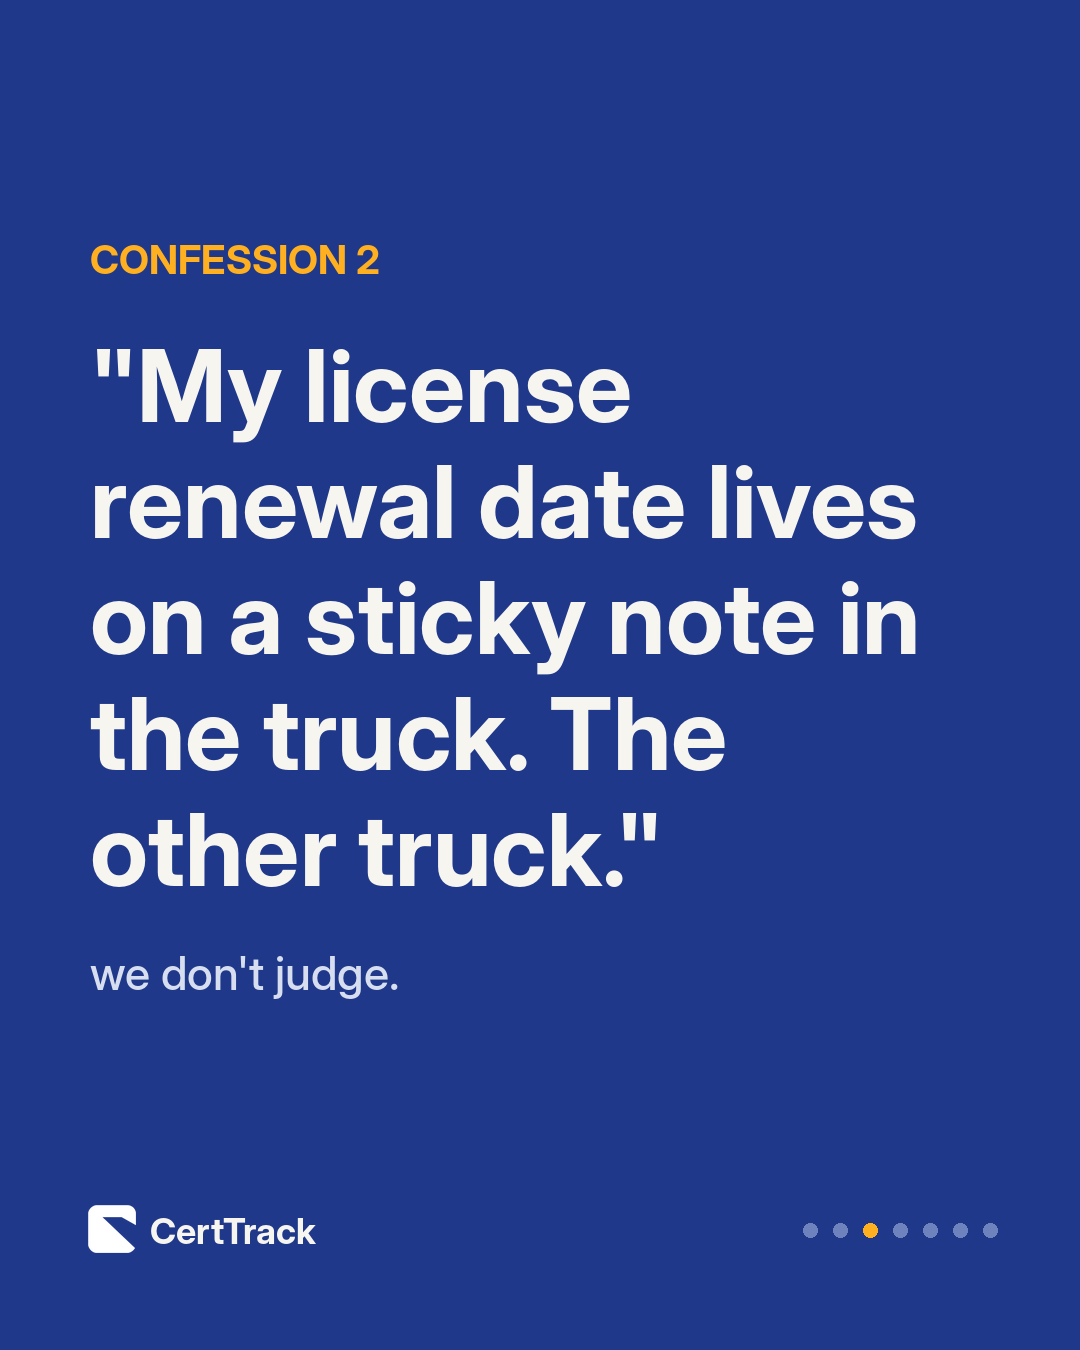 CONFESSION 2
"My license
renewal date lives
on a sticky note in
the truck. The
other truck."
we don't judge.
CertTrack